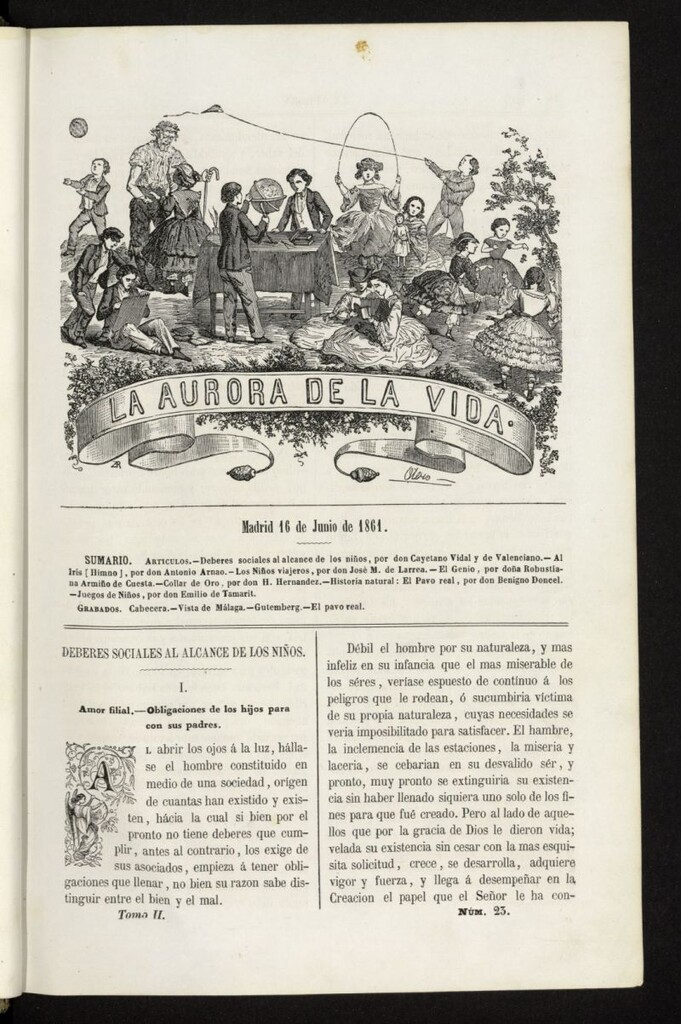 LA AURORA DE LA VIDA.
ZR
Madrid 16 de Junio de 1861.
SUMARIO. ARTICULOS.—Deberes sociales al alcance de los niños, por don Cayetano Vidal y de Valenciano.—Al
Iris [Himno], por don Antonio Arnao.—Los Niños viajeros, por don José M. de Larrea.—El Genio, por doña Robustia-
na Armiño de Cuesta.—Collar de Oro, por don H. Hernandez.—Historia natural: El Pavo real, por don Benigno Doncel.
—Juegos de Niños, por don Emilio de Tamarit.
GRABADOS. Cabecera.—Vista de Málaga.—Gutemberg.—El pavo real.
DEBERES SOCIALES AL ALCANCE DE LOS NIÑOS.
I.
Amor filial.—Obligaciones de los hijos para
con sus padres.
AL abrir los ojos á la luz, hálla-
se el hombre constituido en
medio de una sociedad, orígen
de cuantas han existido y exis-
ten, hácia la cual si bien por el
pronto no tiene deberes que cum-
plir, antes al contrario, los exige de
sus asociados, empieza á tener obli-
gaciones que llenar, no bien su razon sabe dis-
tinguir entre el bien y el mal.
Tomo II.
Débil el hombre por su naturaleza, y mas
infeliz en su infancia que el mas miserable de
los séres, veríase espuesto de contínuo á los
peligros que le rodean, ó sucumbiria víctima
de su propia naturaleza, cuyas necesidades se
veria imposibilitado para satisfacer. El hambre,
la inclemencia de las estaciones, la miseria y
laceria, se cebarian en su desvalido sér, y
pronto, muy pronto se extinguiria su existen-
cia sin haber llenado siquiera uno solo de los fi-
nes para que fué creado. Pero al lado de aque-
llos que por la gracia de Dios le dieron vida;
velada su existencia sin cesar con la mas esqui-
sita solicitud, crece, se desarrolla, adquiere
vigor y fuerza, y llega á desempeñar en la
Creacion el papel que el Señor le ha con-
NÚM. 23.